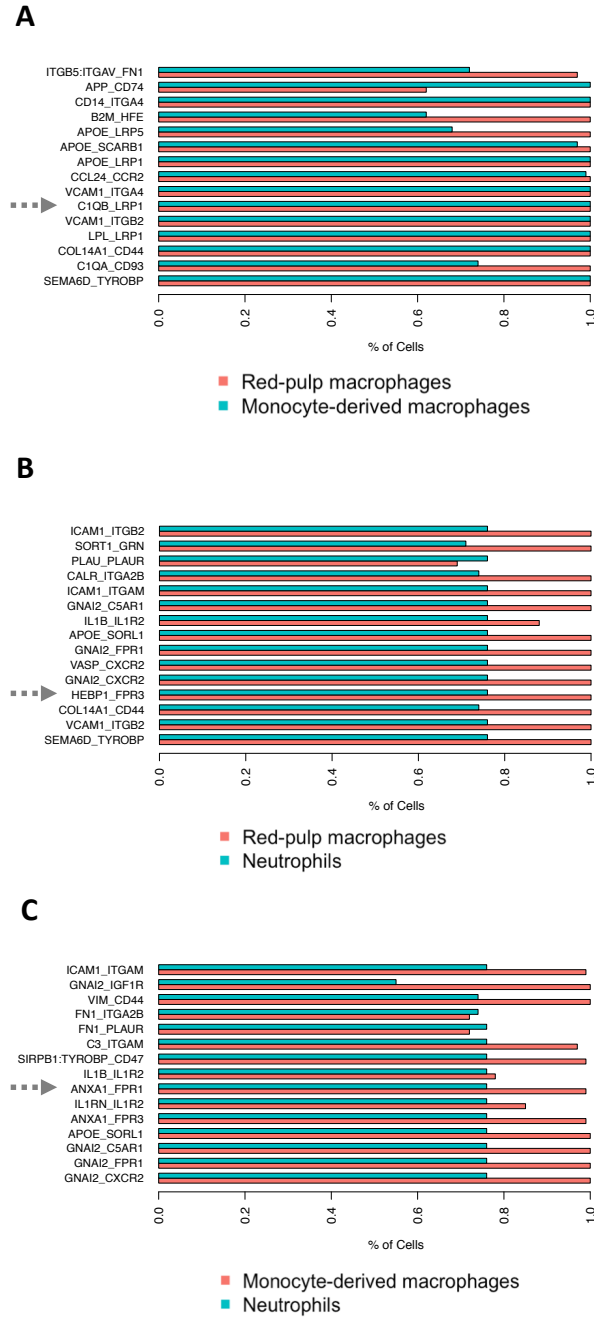 A
ITGB5:ITGAV_FN1
APP_CD74
CD14_ITGA4
B2M_HFE
APOE_LRP5
APOE_SCARB1
APOE_LRP1
CCL24_CCR2
VCAM1_ITGA4
C1QB_LRP1
VCAM1_ITGB2
LPL_LRP1
COL14A1_CD44
C1QA_CD93
SEMA6D_TYROBP
0.0 0.2 0.4 0.6 0.8 1.0
% of Cells
Red-pulp macrophages
Monocyte-derived macrophages
B
ICAM1_ITGB2
SORT1_GRN
PLAU_PLAUR
CALR_ITGA2B
ICAM1_ITGAM
GNAI2_C5AR1
IL1B_IL1R2
APOE_SORL1
GNAI2_FPR1
VASP_CXCR2
GNAI2_CXCR2
HEBP1_FPR3
COL14A1_CD44
VCAM1_ITGB2
SEMA6D_TYROBP
0.0 0.2 0.4 0.6 0.8 1.0
% of Cells
Red-pulp macrophages
Neutrophils
C
ICAM1_ITGAM
GNAI2_IGF1R
VIM_CD44
FN1_ITGA2B
FN1_PLAUR
C3_ITGAM
SIRPB1:TYROBP_CD47
IL1B_IL1R2
ANXA1_FPR1
IL1RN_IL1R2
ANXA1_FPR3
APOE_SORL1
GNAI2_C5AR1
GNAI2_FPR1
GNAI2_CXCR2
0.0 0.2 0.4 0.6 0.8 1.0
% of Cells
Monocyte-derived macrophages
Neutrophils